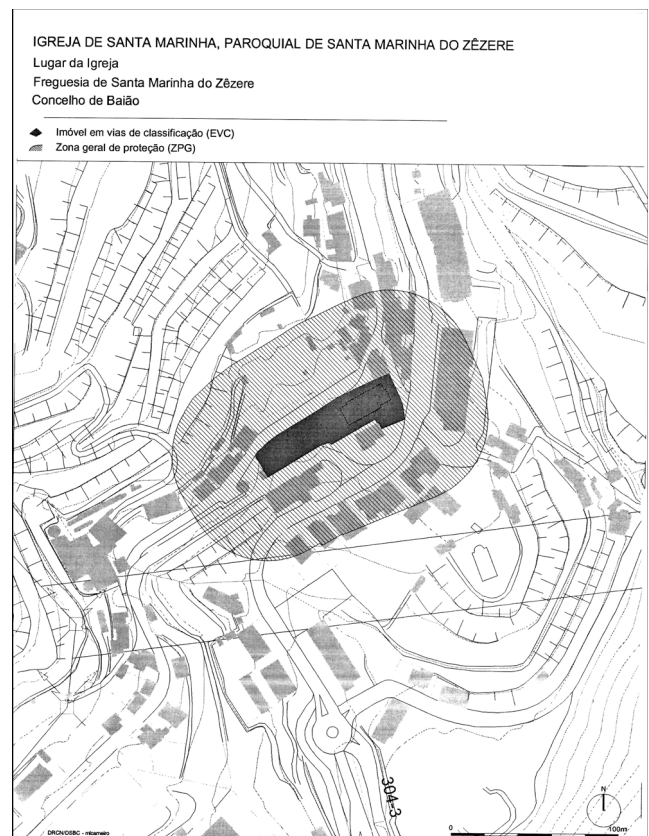 IGREJA DE SANTA MARINHA, PAROQUIAL DE SANTA MARINHA DO ZÊZERE
Lugar da Igreja
Freguesia de Santa Marinha do Zêzere
Concelho de Baião
Imóvel em vias de classificação (EVC)
Zona geral de proteção (ZPG)
304-3
N
0 100m
DRCN/DSBC - mlcarneiro